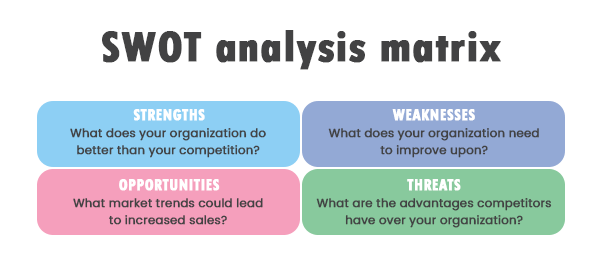 SWOT analysis matrix
STRENGTHS
What does your organization do
better than your competition?
WEAKNESSES
What does your organization need
to improve upon?
OPPORTUNITIES
What market trends could lead
to increased sales?
THREATS
What are the advantages competitors
have over your organization?